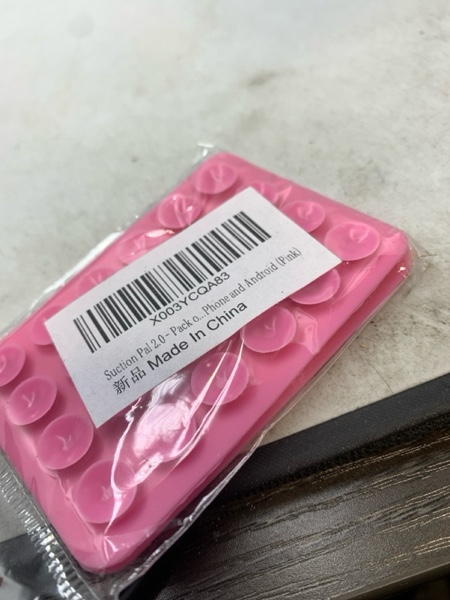 X003YCQA83
Suction Pal 2.0 - Pack o...Phone and Android (Pink)
新品 Made In China